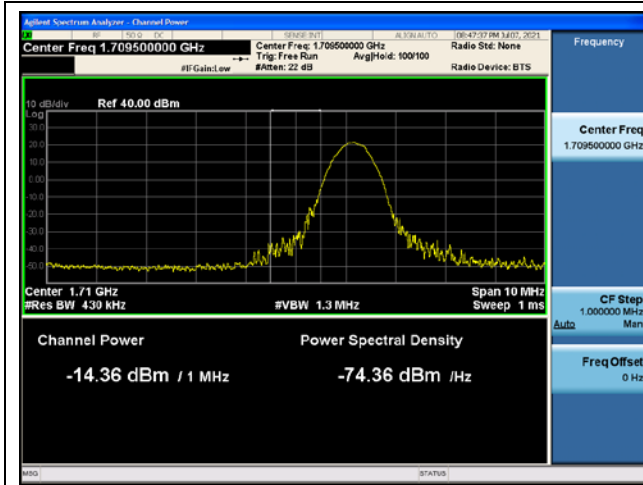 Agilent Spectrum Analyzer - Channel Power
RF 50 Ω DC SENSE:INT ALIGN AUTO 08:47:37 PM Jul 07, 2021
Center Freq 1.709500000 GHz
Center Freq: 1.709500000 GHz Radio Std: None
Trig: Free Run Avg|Hold: 100/100
#IFGain:Low #Atten: 22 dB Radio Device: BTS
Frequency
10 dB/div Ref 40.00 dBm
Log
30.0
20.0
10.0
0.00
-10.0
-20.0
-30.0
-40.0
-50.0
Center 1.71 GHz Span 10 MHz
#Res BW 430 kHz #VBW 1.3 MHz Sweep 1 ms
Channel Power Power Spectral Density
-14.36 dBm / 1 MHz -74.36 dBm /Hz
Center Freq
1.709500000 GHz
CF Step
1.000000 MHz
Auto Man
Freq Offset
0 Hz
MSG STATUS